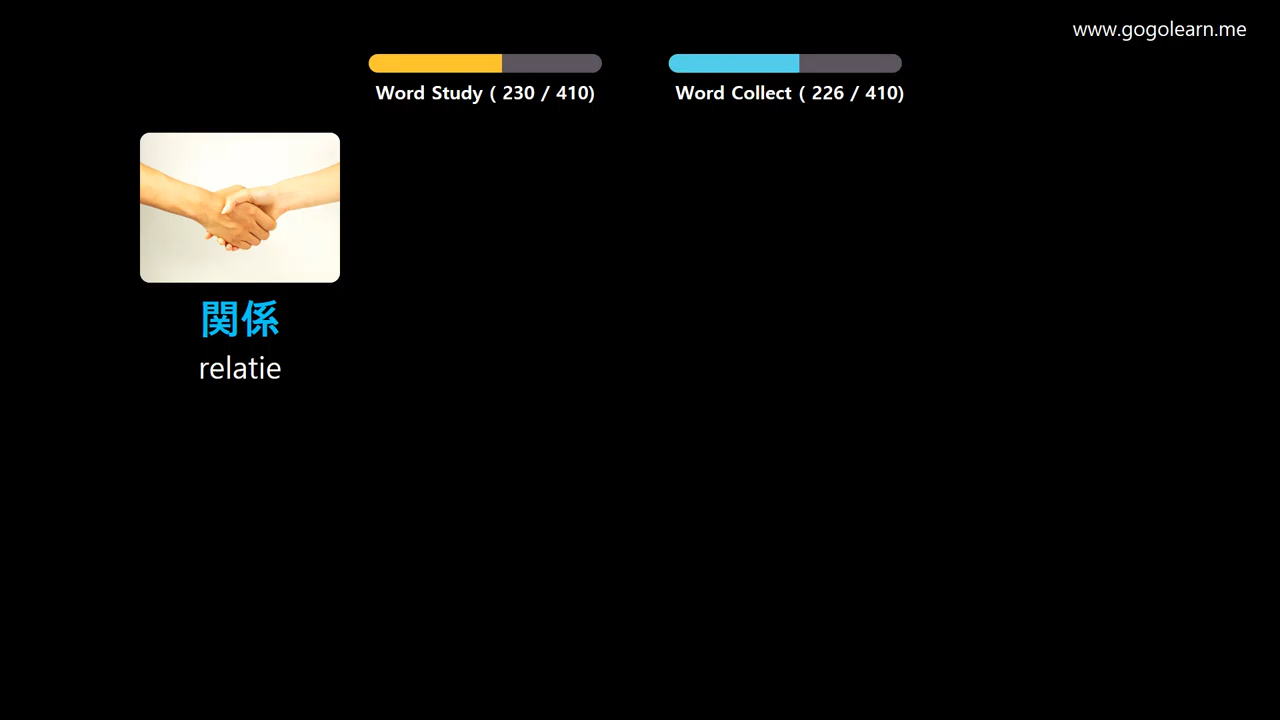 www.gogolearn.me
Word Study ( 230 / 410)
Word Collect ( 226 / 410)
関係
relatie